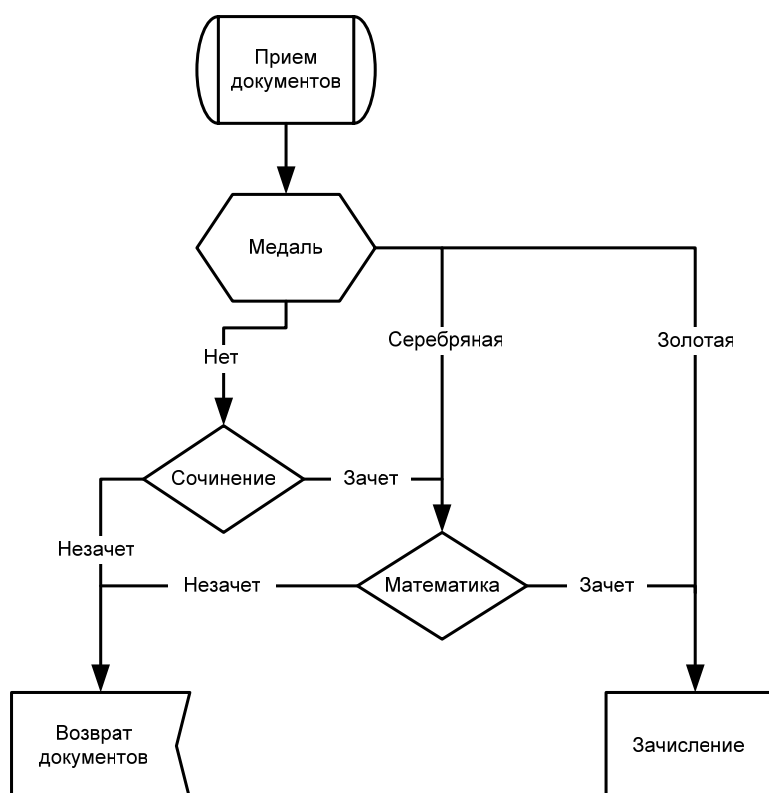 Прием
документов
Медаль
Серебряная
Золотая
Нет
Сочинение
Зачет
Незачет
Незачет
Математика
Зачет
Возврат
документов
Зачисление